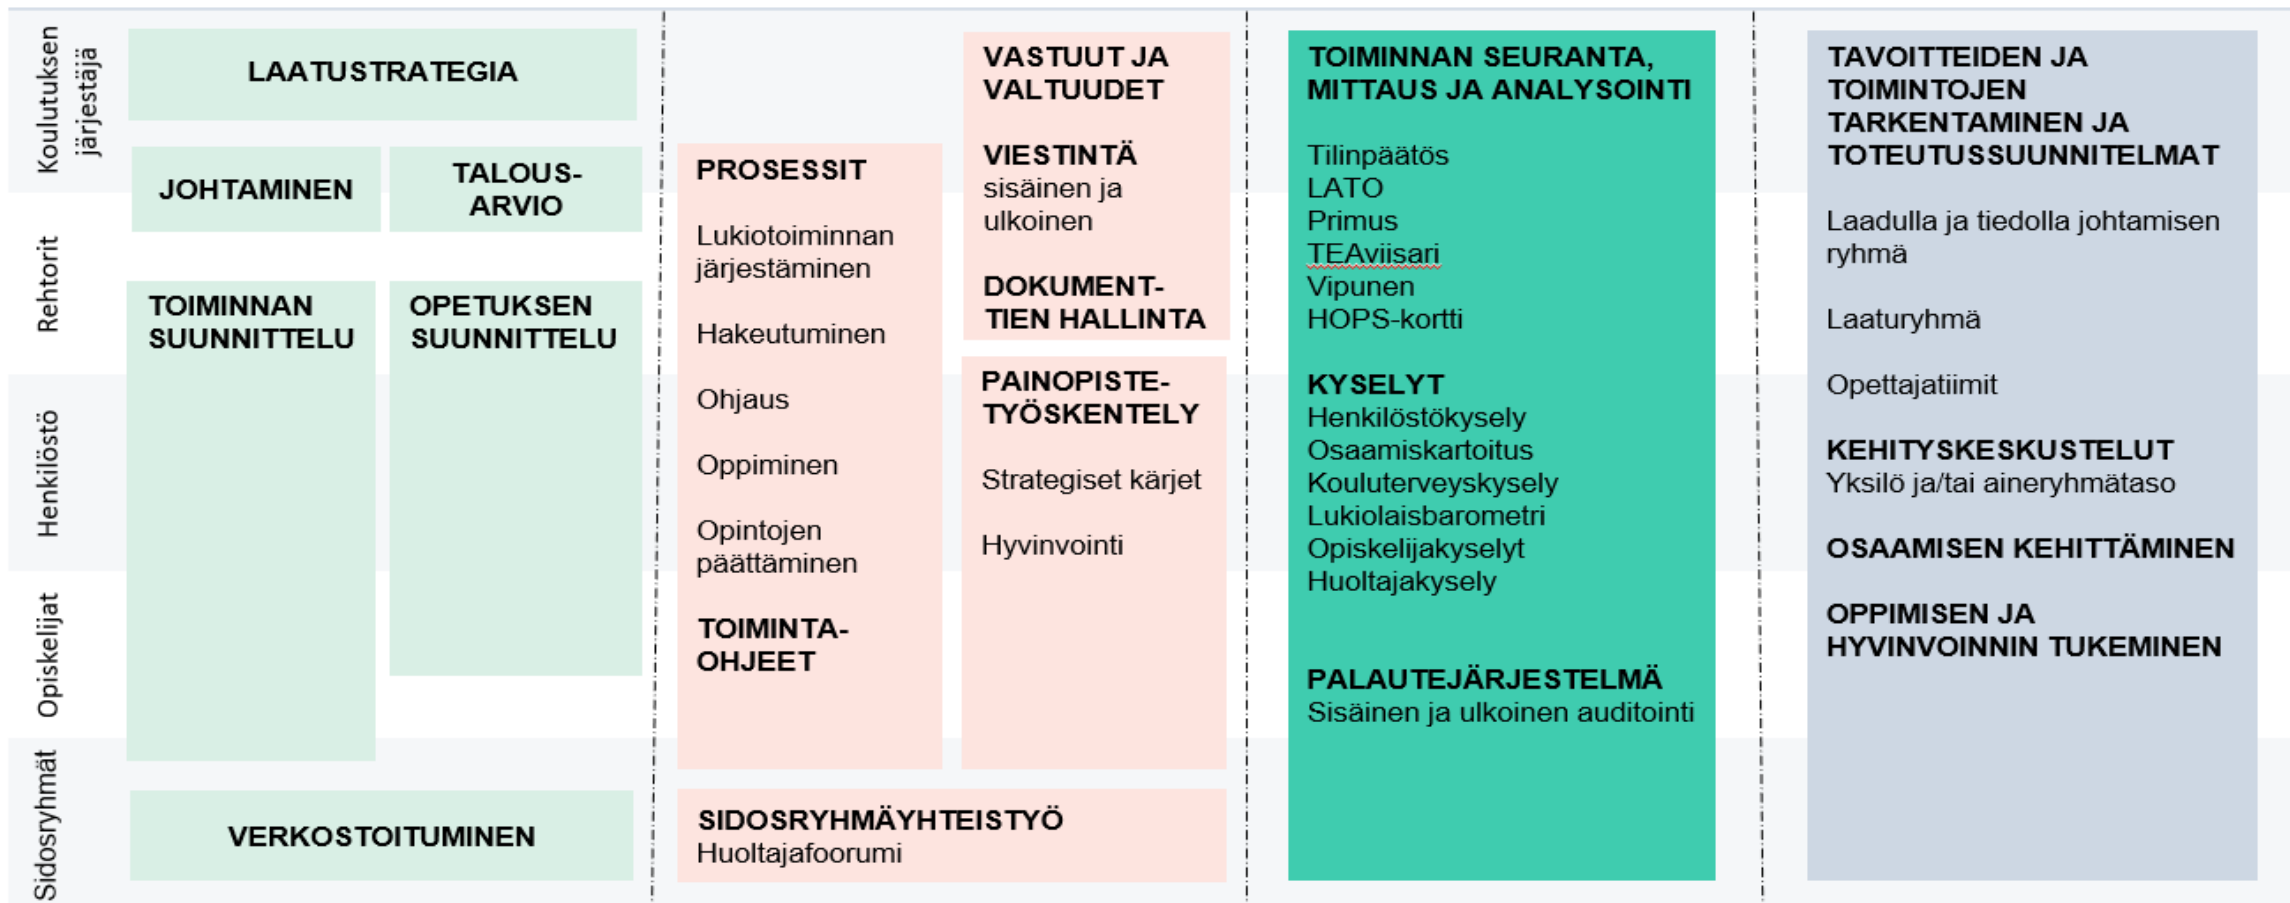 Koulutuksen
järjestäjä
Rehtorit
Henkilöstö
Opiskelijat
Sidosryhmät
LAATUSTRATEGIA
JOHTAMINEN
TALOUS-
ARVIO
TOIMINNAN
SUUNNITTELU
OPETUKSEN
SUUNNITTELU
VERKOSTOITUMINEN
PROSESSIT
Lukiotoiminnan
järjestäminen
Hakeutuminen
Ohjaus
Oppiminen
Opintojen
päättäminen
TOIMINTA-
OHJEET
VASTUUT JA
VALTUUDET
VIESTINTÄ
sisäinen ja
ulkoinen
DOKUMENT-
TIEN HALLINTA
PAINOPISTE-
TYÖSKENTELY
Strategiset kärjet
Hyvinvointi
SIDOSRYHMÄYHTEISTYÖ
Huoltajafoorumi
TOIMINNAN SEURANTA,
MITTAUS JA ANALYSOINTI
Tilinpäätös
LATO
Primus
TEAviisari
Vipunen
HOPS-kortti
KYSELYT
Henkilöstökysely
Osaamiskartoitus
Kouluterveyskysely
Lukiolaisbarometri
Opiskelijakyselyt
Huoltajakysely
PALAUTEJÄRJESTELMÄ
Sisäinen ja ulkoinen auditointi
TAVOITTEIDEN JA
TOIMINTOJEN
TARKENTAMINEN JA
TOTEUTUSSUUNNITELMAT
Laadulla ja tiedolla johtamisen
ryhmä
Laaturyhmä
Opettajatiimit
KEHITYSKESKUSTELUT
Yksilö ja/tai aineryhmätaso
OSAAMISEN KEHITTÄMINEN
OPPIMISEN JA
HYVINVOINNIN TUKEMINEN